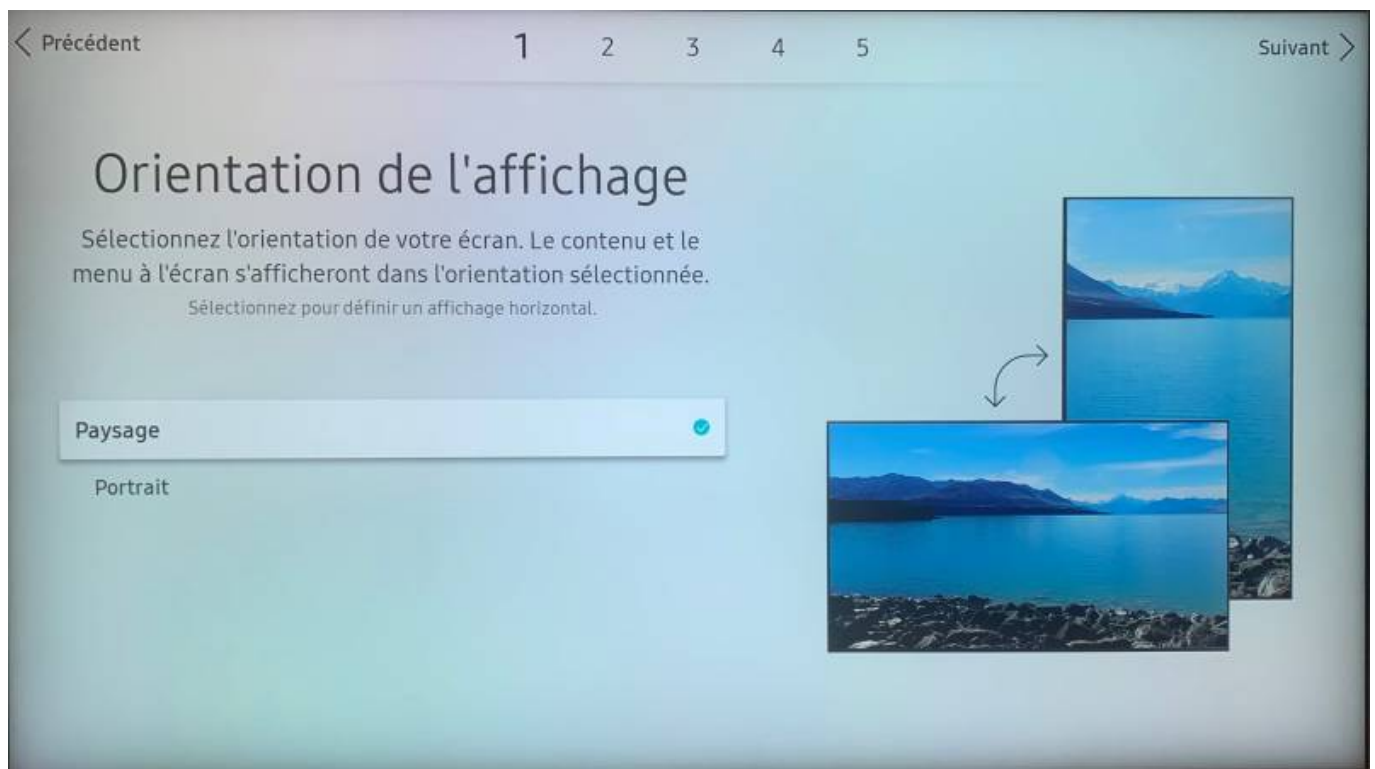 Précédent
1 2 3 4 5
Suivant
Orientation de l'affichage
Sélectionnez l'orientation de votre écran. Le contenu et le
menu à l'écran s'afficheront dans l'orientation sélectionnée.
Sélectionnez pour définir un affichage horizontal.
Paysage
Portrait